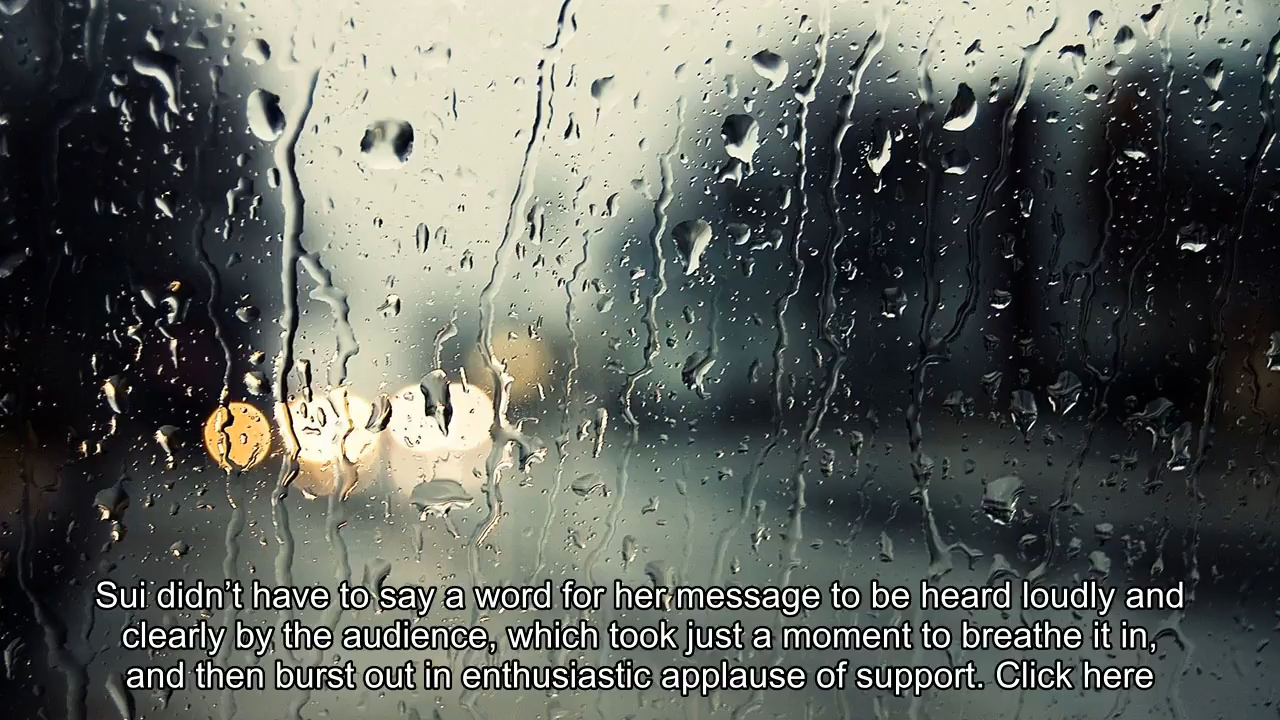 Sui didn’t have to say a word for her message to be heard loudly and
clearly by the audience, which took just a moment to breathe it in,
and then burst out in enthusiastic applause of support. Click here